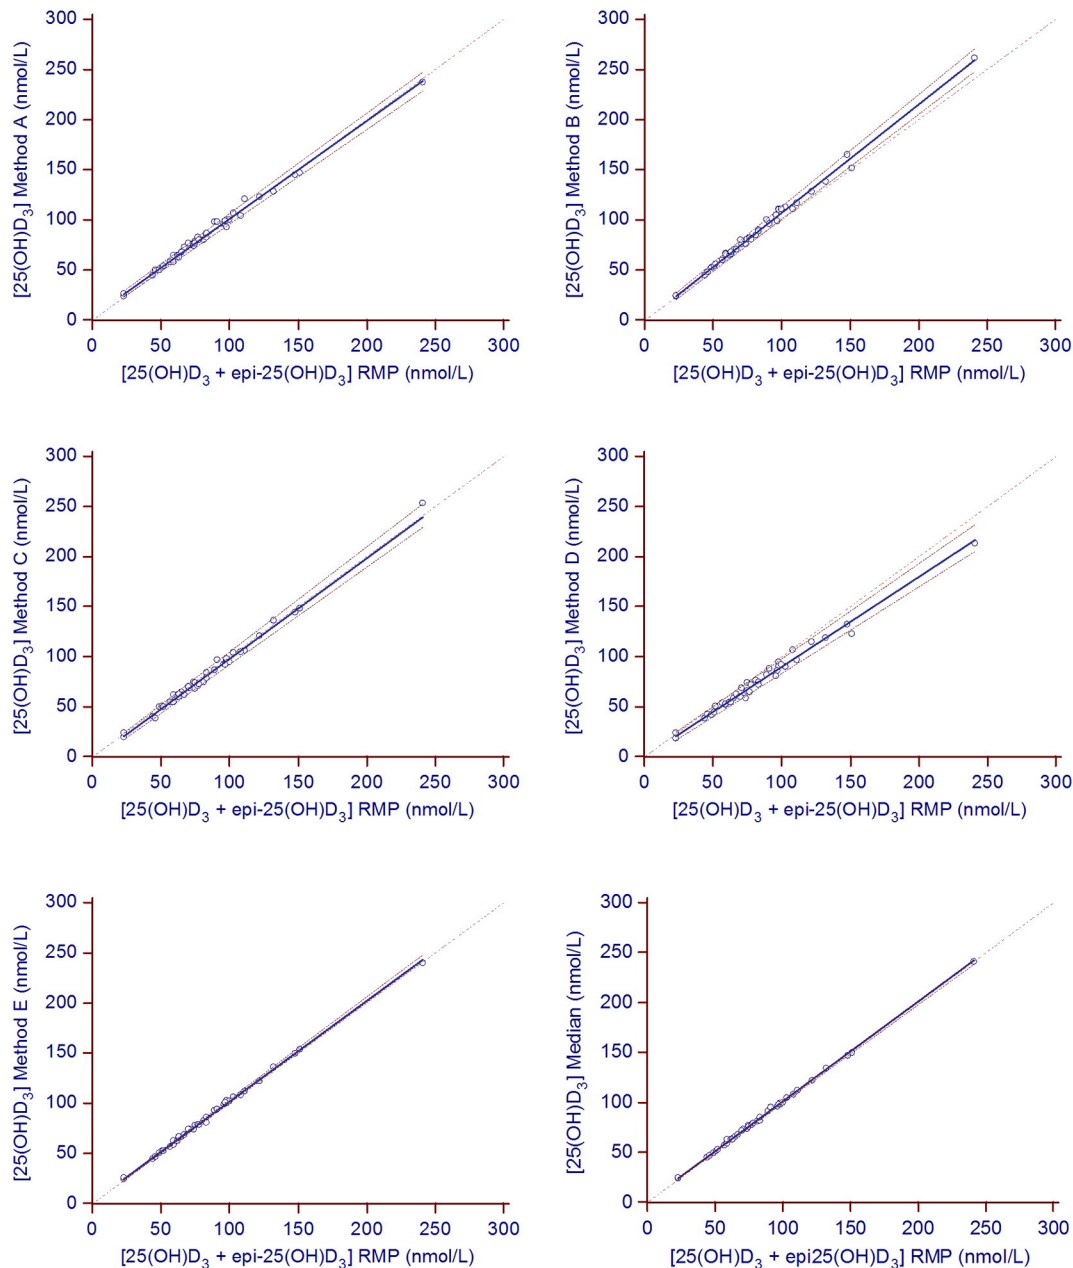 300
250
200
150
100
50
0
[25(OH)D₃] Method A (nmol/L)
0 50 100 150 200 250 300
[25(OH)D₃ + epi-25(OH)D₃] RMP (nmol/L)
300
250
200
150
100
50
0
[25(OH)D₃] Method B (nmol/L)
0 50 100 150 200 250 300
[25(OH)D₃ + epi-25(OH)D₃] RMP (nmol/L)
300
250
200
150
100
50
0
[25(OH)D₃] Method C (nmol/L)
0 50 100 150 200 250 300
[25(OH)D₃ + epi-25(OH)D₃] RMP (nmol/L)
300
250
200
150
100
50
0
[25(OH)D₃] Method D (nmol/L)
0 50 100 150 200 250 300
[25(OH)D₃ + epi-25(OH)D₃] RMP (nmol/L)
300
250
200
150
100
50
0
[25(OH)D₃] Method E (nmol/L)
0 50 100 150 200 250 300
[25(OH)D₃ + epi-25(OH)D₃] RMP (nmol/L)
300
250
200
150
100
50
0
[25(OH)D₃] Median (nmol/L)
0 50 100 150 200 250 300
[25(OH)D₃ + epi25(OH)D₃] RMP (nmol/L)